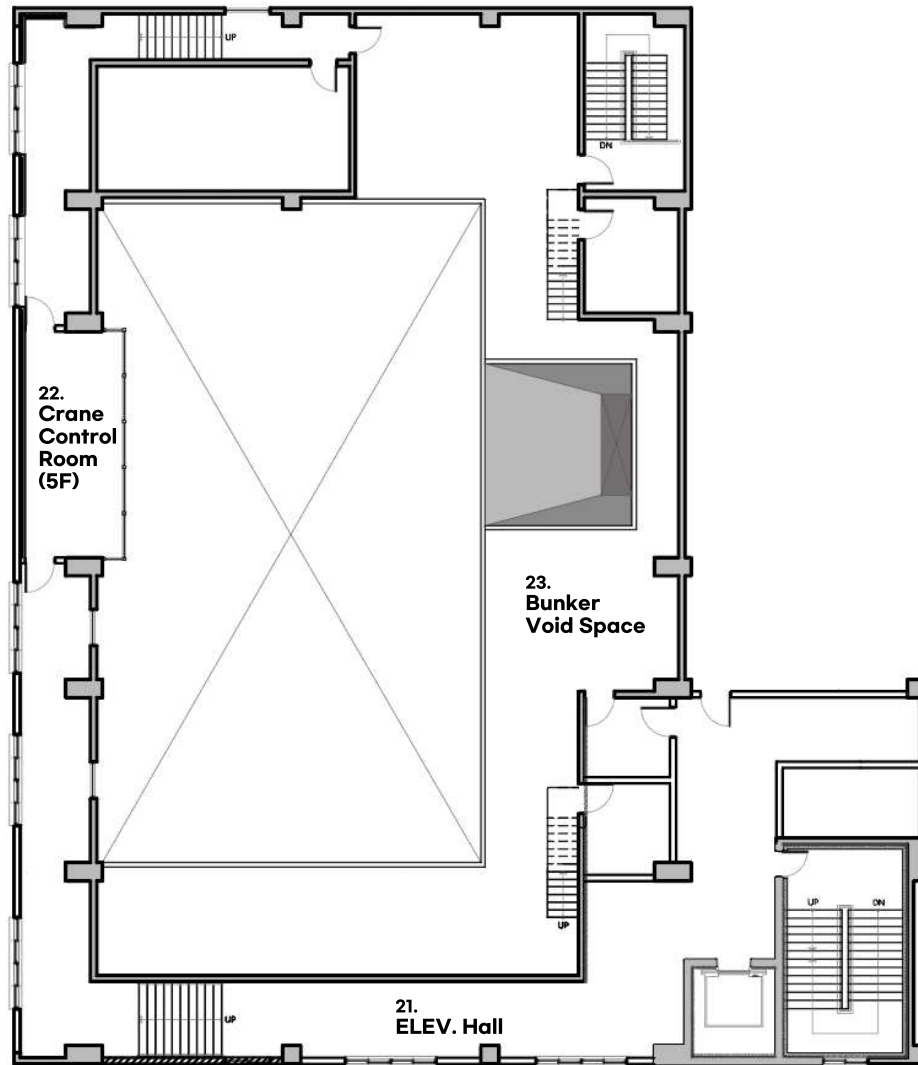 UP
DN
22.
Crane
Control
Room
(5F)
23.
Bunker
Void Space
UP
UP
DN
21.
ELEV. Hall
UP